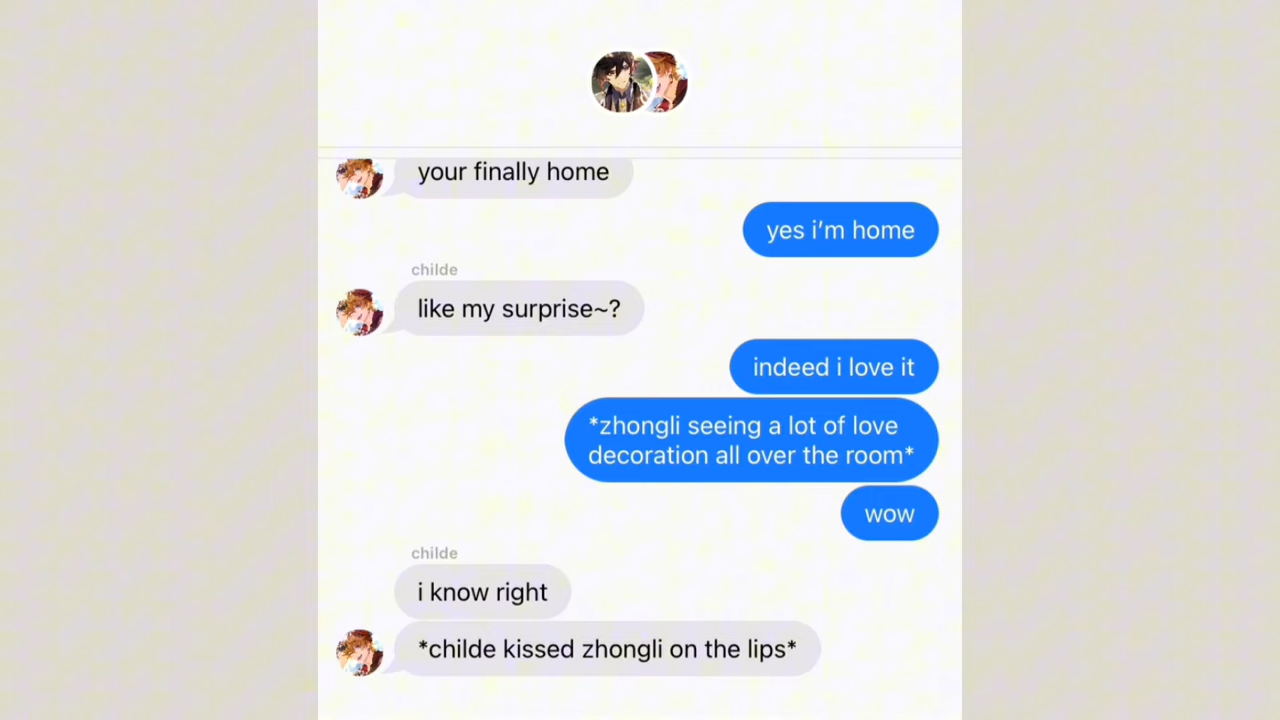 your finally home
yes i’m home
childe
like my surprise~?
indeed i love it
*zhongli seeing a lot of love
decoration all over the room*
wow
childe
i know right
*childe kissed zhongli on the lips*